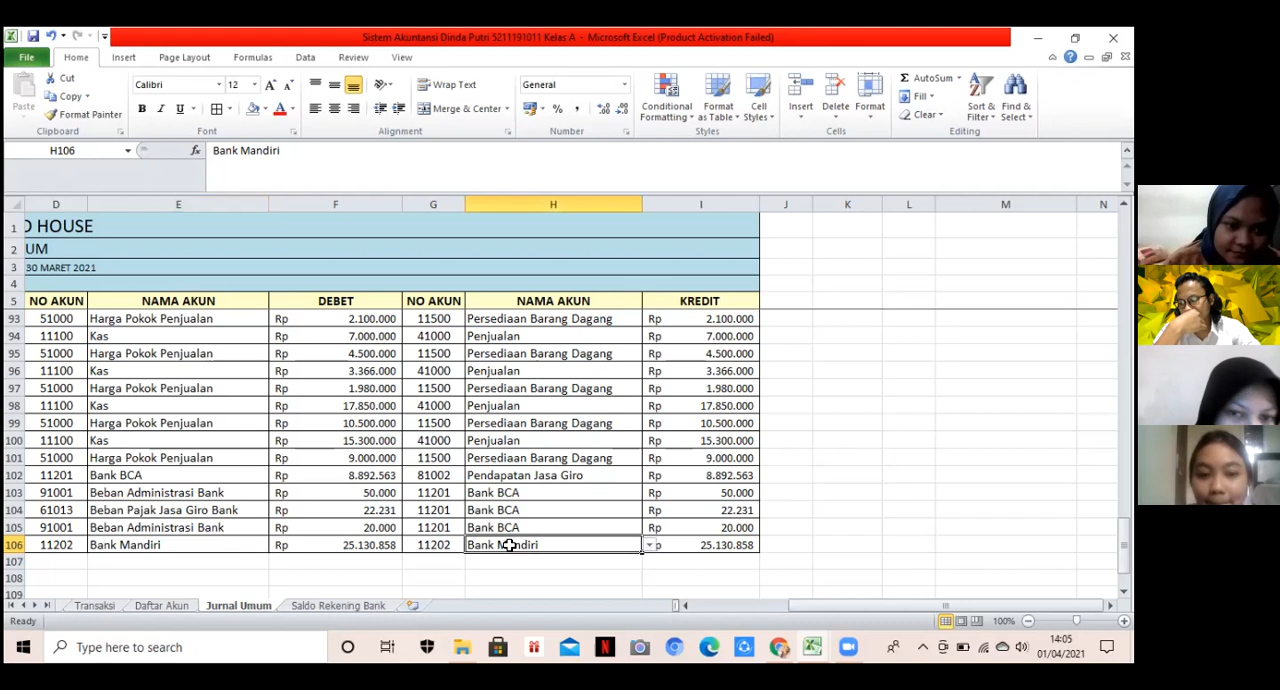 Sistem Akuntansi Dinda Putri 5211191011 Kelas A - Microsoft Excel (Product Activation Failed)
File Home Insert Page Layout Formulas Data Review View
Cut
Copy
Format Painter
Paste
Clipboard
Calibri 12
B I U
Font
Wrap Text
Merge & Center
Alignment
General
%
Number
Conditional Formatting
Format as Table
Cell Styles
Styles
Insert Delete Format
Cells
AutoSum
Fill
Clear
Sort & Filter
Find & Select
Editing
H106 fx Bank Mandiri
D E F G H I J K L M N
1 O HOUSE
2 UM
3 30 MARET 2021
4
5 NO AKUN NAMA AKUN DEBET NO AKUN NAMA AKUN KREDIT
93 51000 Harga Pokok Penjualan Rp 2.100.000 11500 Persediaan Barang Dagang Rp 2.100.000
94 11100 Kas Rp 7.000.000 41000 Penjualan Rp 7.000.000
95 51000 Harga Pokok Penjualan Rp 4.500.000 11500 Persediaan Barang Dagang Rp 4.500.000
96 11100 Kas Rp 3.366.000 41000 Penjualan Rp 3.366.000
97 51000 Harga Pokok Penjualan Rp 1.980.000 11500 Persediaan Barang Dagang Rp 1.980.000
98 11100 Kas Rp 17.850.000 41000 Penjualan Rp 17.850.000
99 51000 Harga Pokok Penjualan Rp 10.500.000 11500 Persediaan Barang Dagang Rp 10.500.000
100 11100 Kas Rp 15.300.000 41000 Penjualan Rp 15.300.000
101 51000 Harga Pokok Penjualan Rp 9.000.000 11500 Persediaan Barang Dagang Rp 9.000.000
102 11201 Bank BCA Rp 8.892.563 81002 Pendapatan Jasa Giro Rp 8.892.563
103 91001 Beban Administrasi Bank Rp 50.000 11201 Bank BCA Rp 50.000
104 61013 Beban Pajak Jasa Giro Bank Rp 22.231 11201 Bank BCA Rp 22.231
105 91001 Beban Administrasi Bank Rp 20.000 11201 Bank BCA Rp 20.000
106 11202 Bank Mandiri Rp 25.130.858 11202 Bank Mandiri p 25.130.858
107
108
109
Transaksi Daftar Akun Jurnal Umum Saldo Rekening Bank
Ready 100%
Type here to search
14:05
01/04/2021